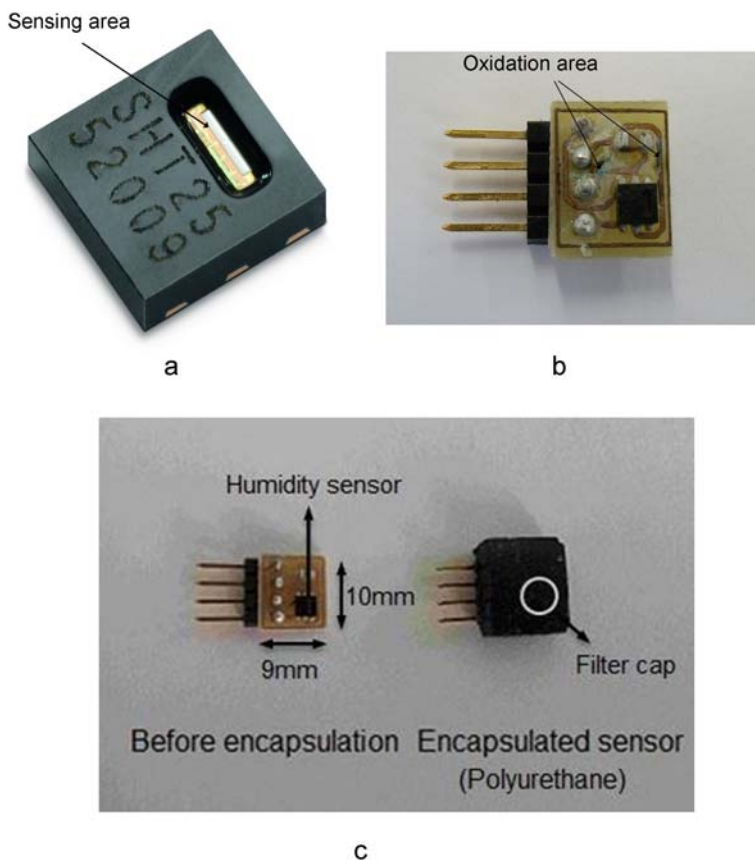 Sensing area
SHT25
52009
a
Oxidation area
b
Humidity sensor
10mm
9mm
Filter cap
Before encapsulation
Encapsulated sensor
(Polyurethane)
c